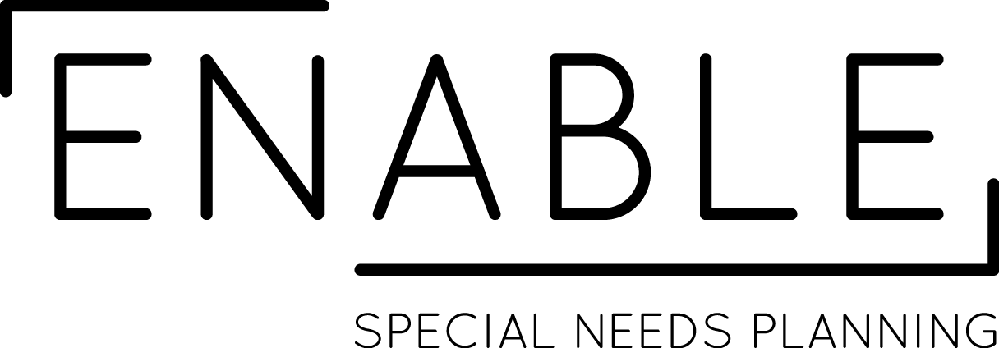 ENABLE
SPECIAL NEEDS PLANNING